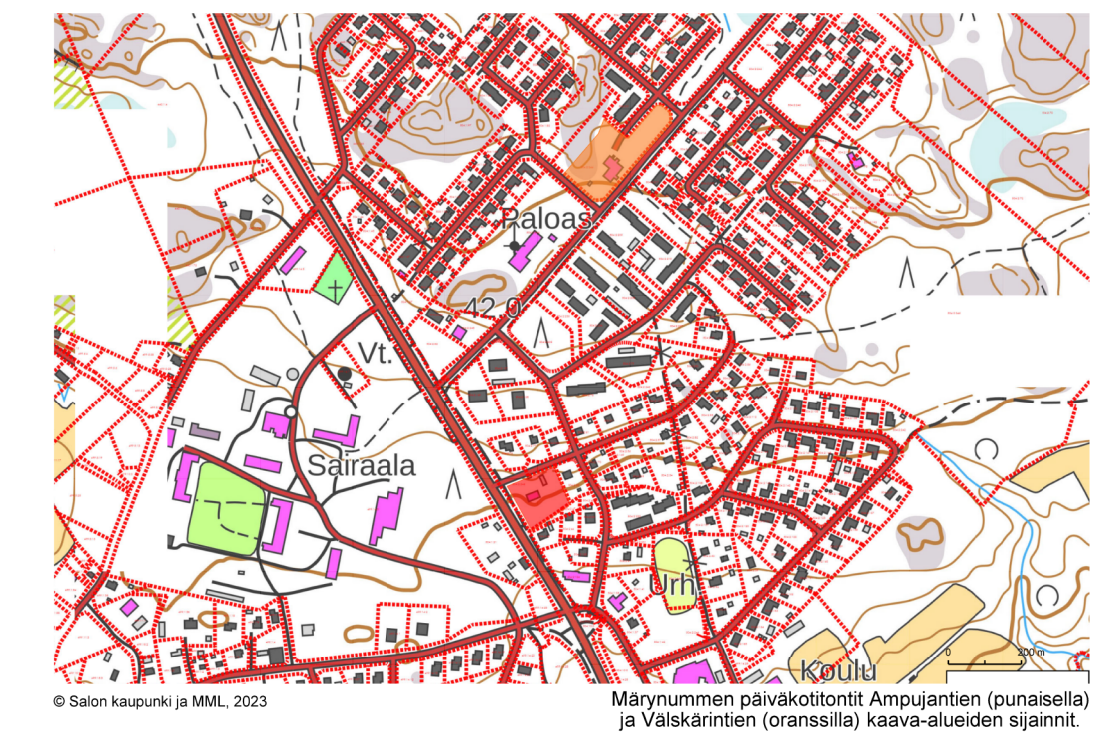 Paloas
42.0
Vt.
Sairaala
Urh
Koulu
0 200 m
© Salon kaupunki ja MML, 2023
Märynummen päiväkotitontit Ampujantien (punaisella)
ja Välskärintien (oranssilla) kaava-alueiden sijainnit.